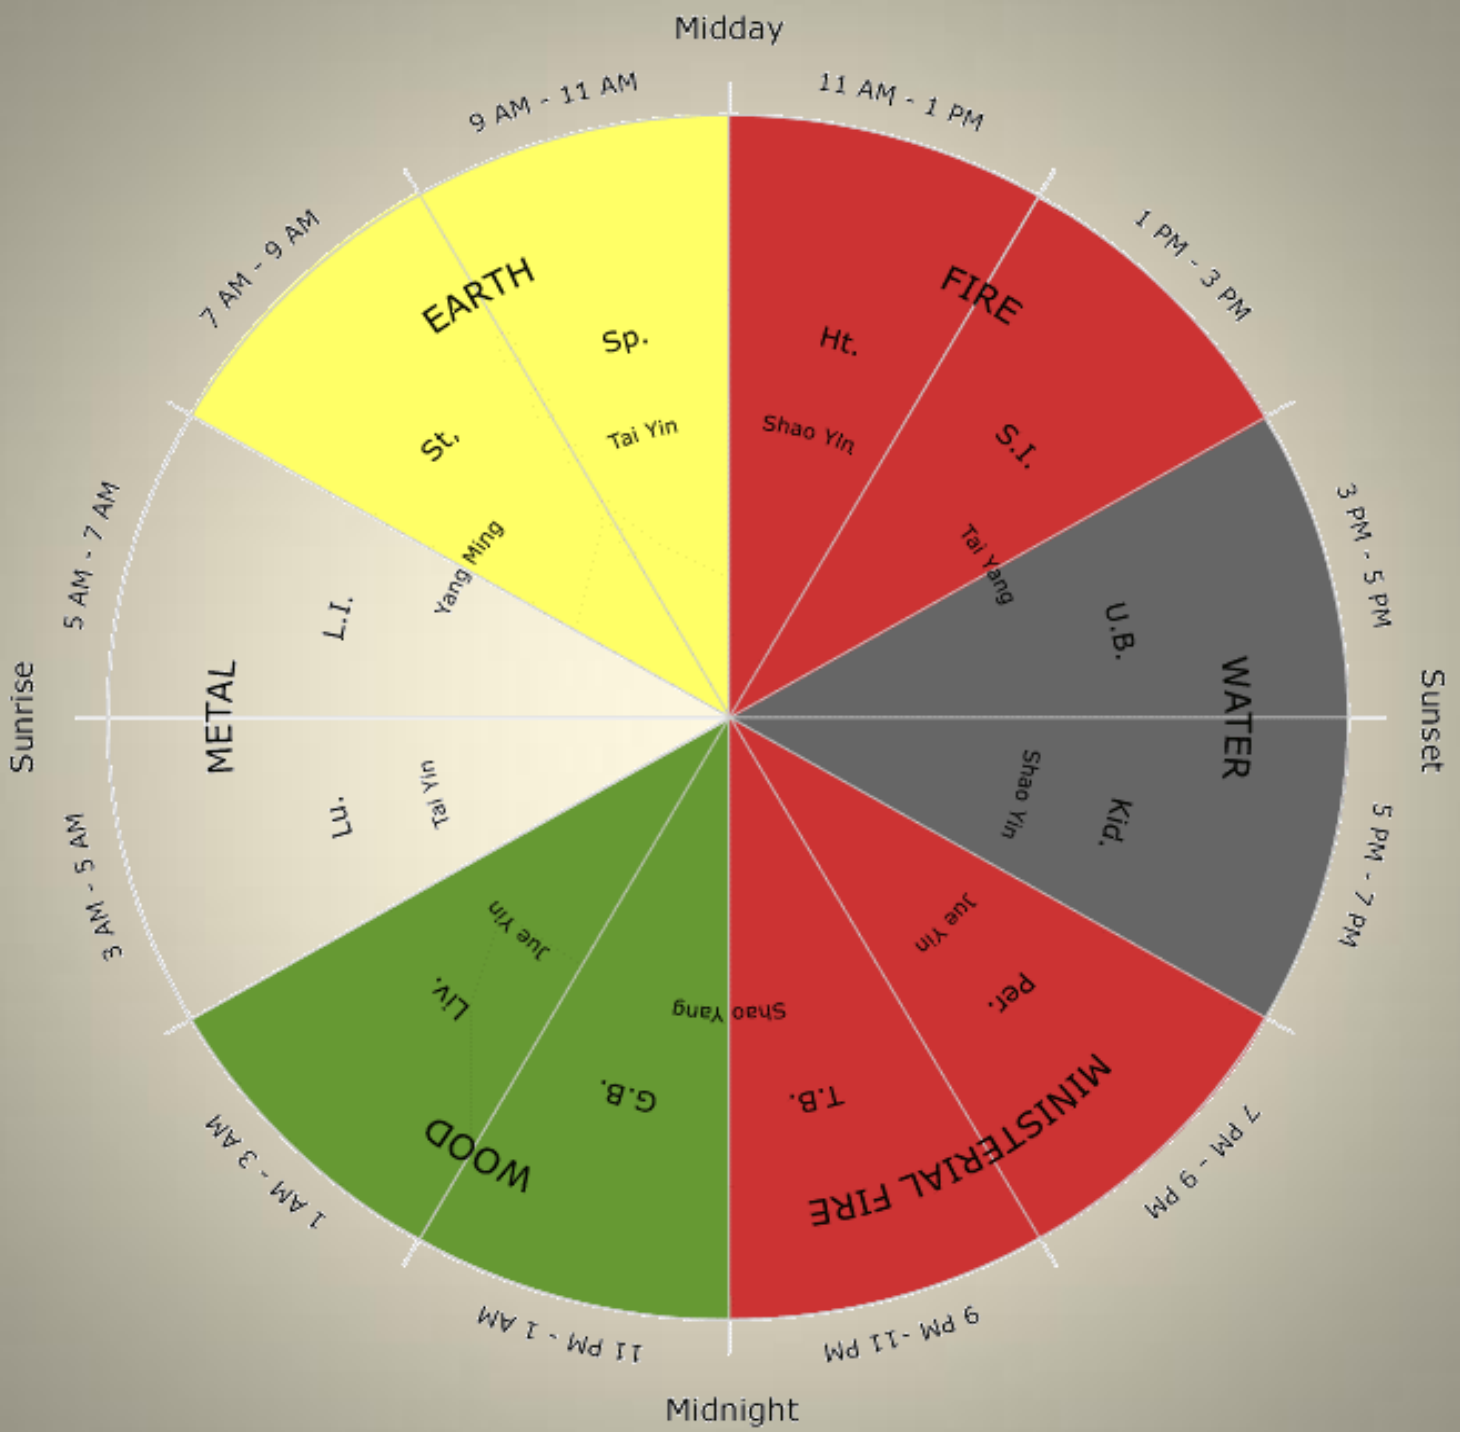 Midday
11 AM - 1 PM
1 PM - 3 PM
3 PM - 5 PM
Sunset
5 PM - 7 PM
7 PM - 9 PM
9 PM -11 PM
Midnight
11 PM - 1 AM
1 AM - 3 AM
3 AM - 5 AM
Sunrise
5 AM - 7 AM
7 AM - 9 AM
9 AM - 11 AM
FIRE
Ht.
Shao Yin
S.I.
Tai Yang
WATER
U.B.
Kid.
Shao Yin
MINISTERIAL FIRE
Per.
Jue Yin
T.B.
Shao Yang
WOOD
G.B.
Liv.
Jue Yin
METAL
Lu.
Tai Yin
L.I.
Yang Ming
EARTH
St,
Sp.
Tai Yin